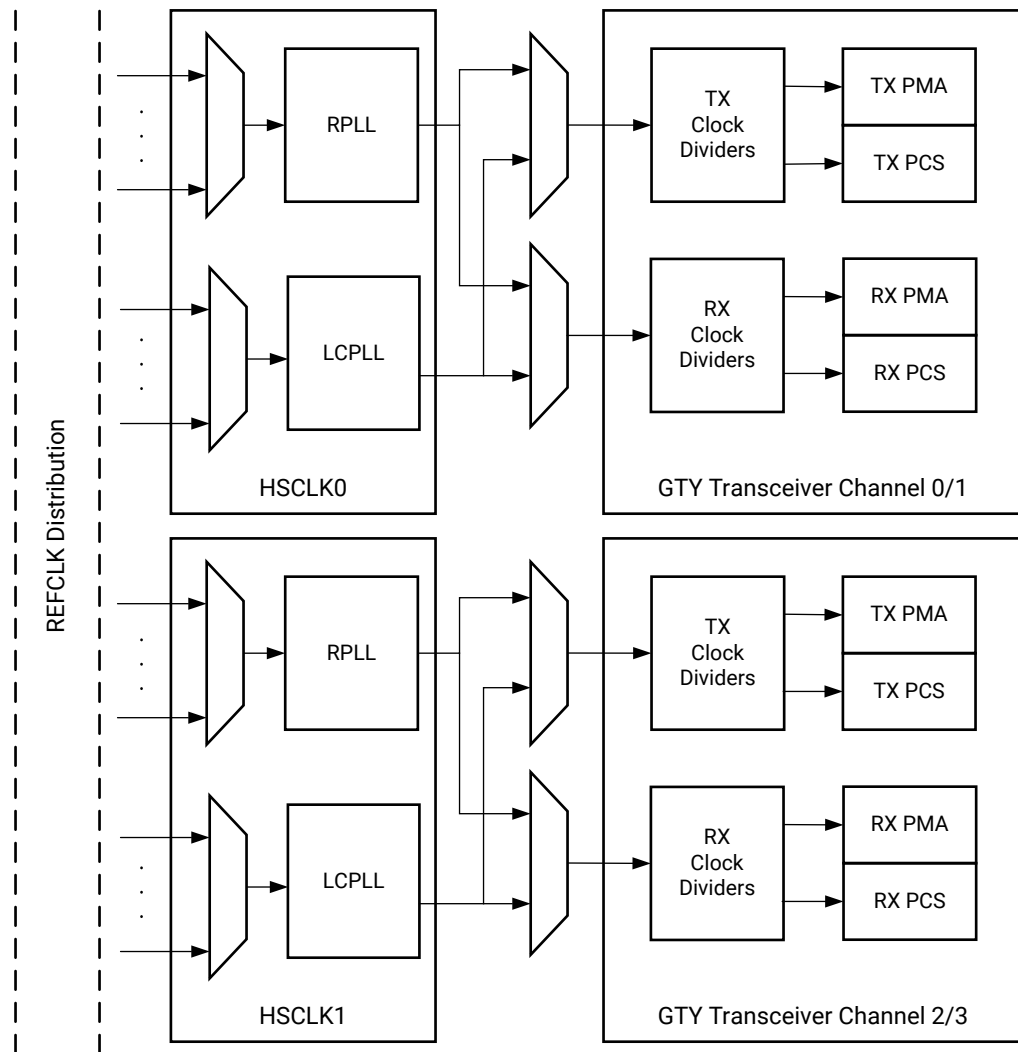 REFCLK Distribution
RPLL
LCPLL
HSCLK0
TX
Clock
Dividers
TX PMA
TX PCS
RX
Clock
Dividers
RX PMA
RX PCS
GTY Transceiver Channel 0/1
RPLL
LCPLL
HSCLK1
TX
Clock
Dividers
TX PMA
TX PCS
RX
Clock
Dividers
RX PMA
RX PCS
GTY Transceiver Channel 2/3